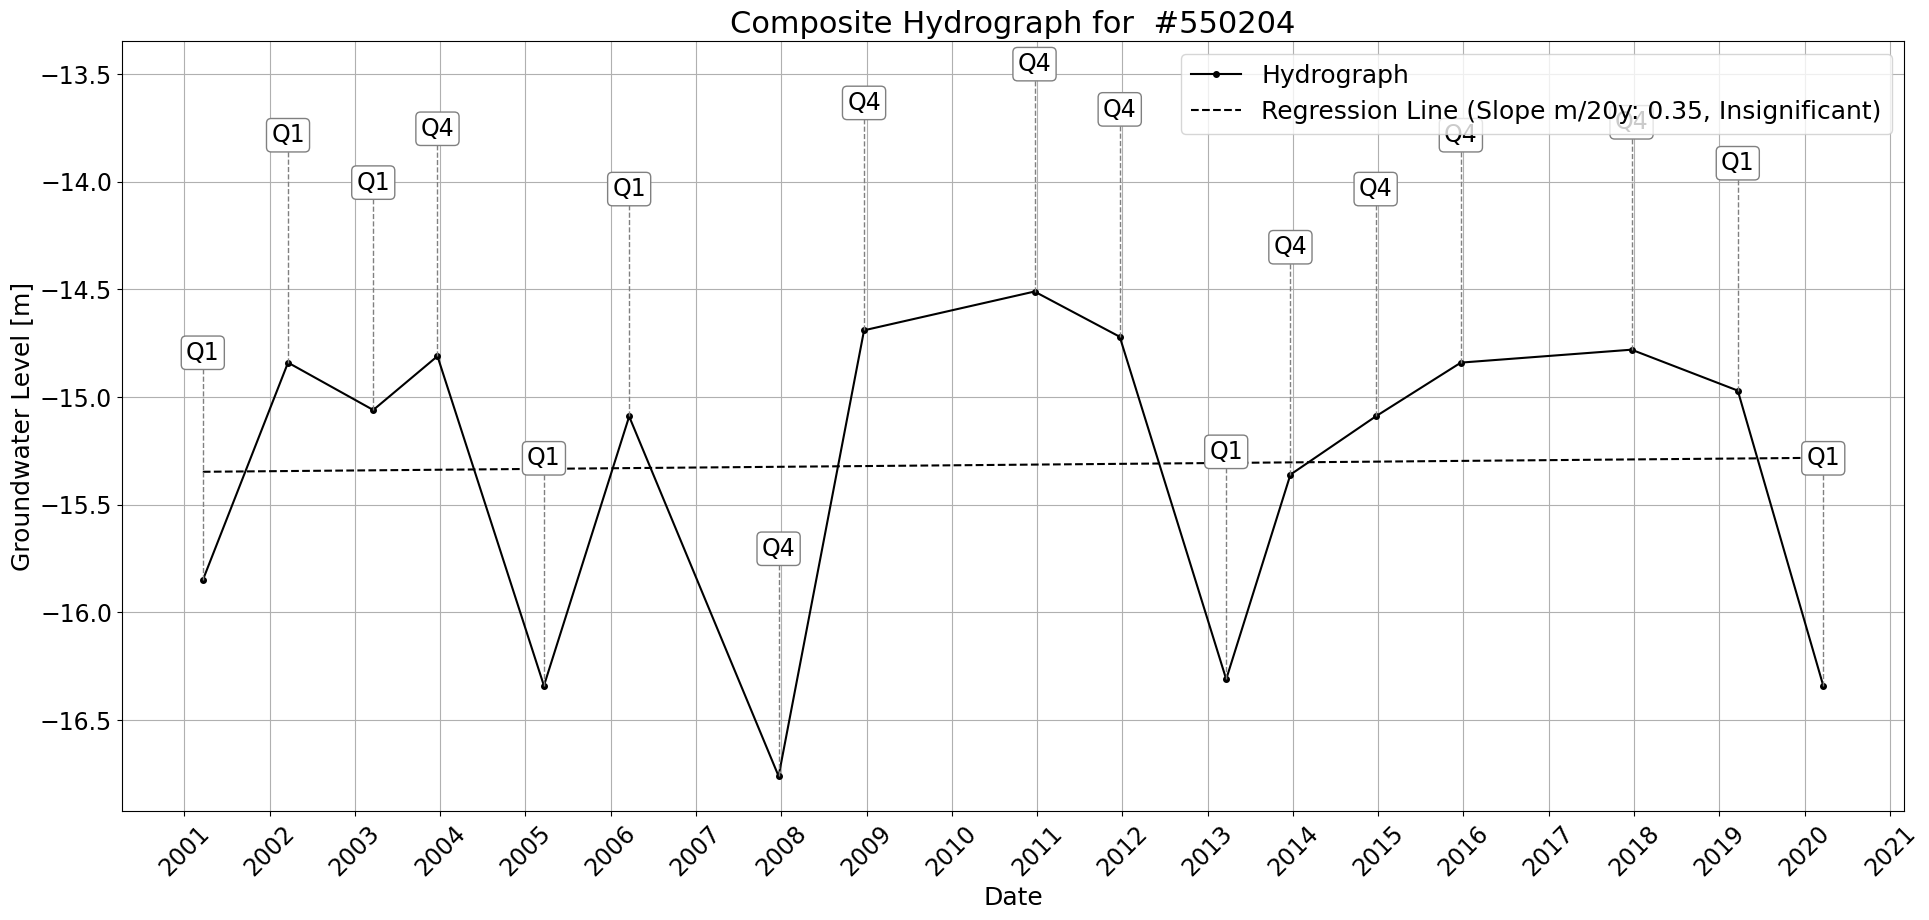 Composite Hydrograph for #550204
Hydrograph
Regression Line (Slope m/20y: 0.35, Insignificant)
Groundwater Level [m]
−13.5
−14.0
−14.5
−15.0
−15.5
−16.0
−16.5
Q1
Q1
Q1
Q4
Q1
Q1
Q4
Q4
Q4
Q4
Q1
Q4
Q4
Q4
Q4
Q1
Q1
2001
2002
2003
2004
2005
2006
2007
2008
2009
2010
2011
2012
2013
2014
2015
2016
2017
2018
2019
2020
2021
Date